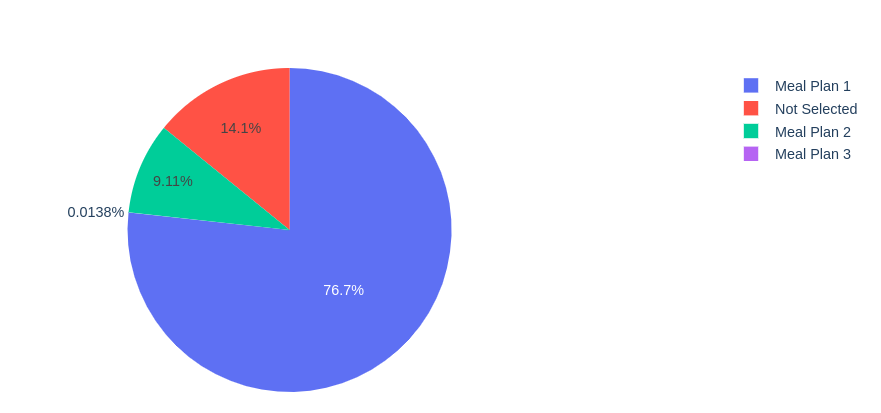 14.1%
9.11%
0.0138%
76.7%
Meal Plan 1
Not Selected
Meal Plan 2
Meal Plan 3